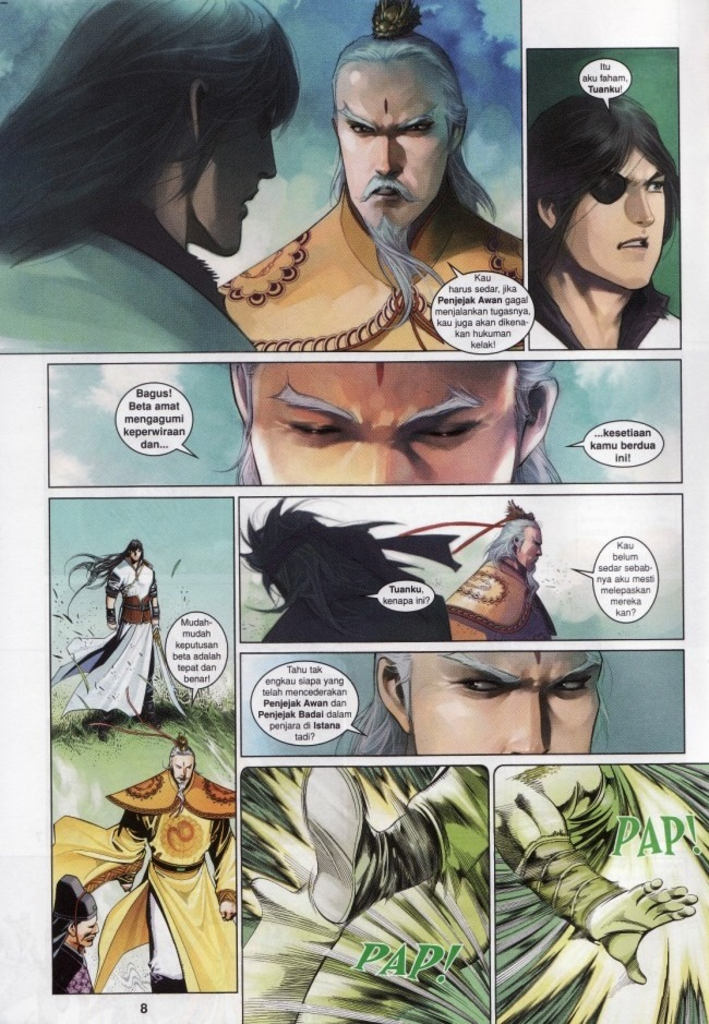 Kau
harus sedar, jika
Penjejak Awan gagal
menjalankan tugasnya,
kau juga akan dikena-
kan hukuman
kelak!
Itu
aku faham,
Tuanku!
Bagus!
Beta amat
mengagumi
keperwiraan
dan...
...kesetiaan
kamu berdua
ini!
Mudah-
mudah
keputusan
beta adalah
tepat dan
benar!
Tuanku,
kenapa ini?
Kau
belum
sedar sebab-
nya aku mesti
melepaskan
mereka
kan?
Tahu tak
engkau siapa yang
telah mencederakan
Penjejak Awan dan
Penjejak Badai dalam
penjara di Istana
tadi?
PAP!
PAP!
8